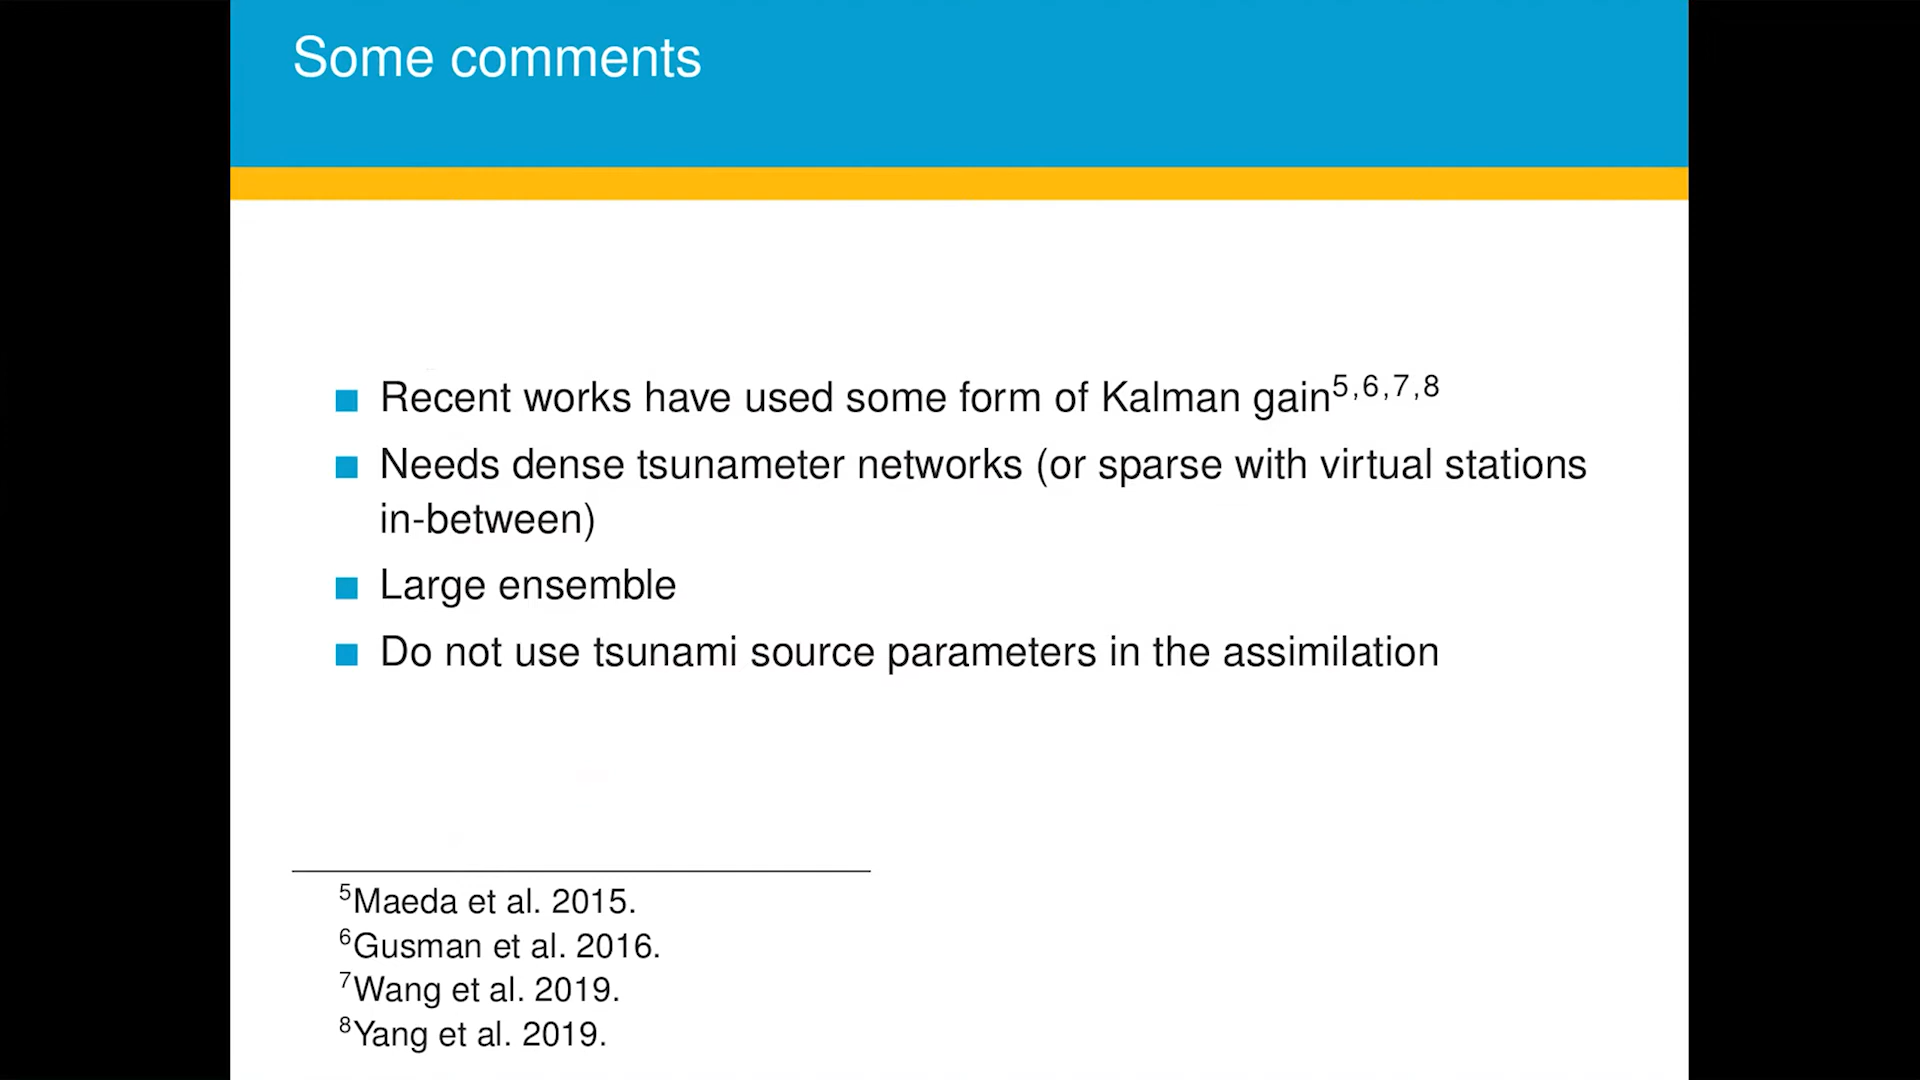 Some comments
Recent works have used some form of Kalman gain5,6,7,8
Needs dense tsunameter networks (or sparse with virtual stations
in-between)
Large ensemble
Do not use tsunami source parameters in the assimilation
5Maeda et al. 2015.
6Gusman et al. 2016.
7Wang et al. 2019.
8Yang et al. 2019.